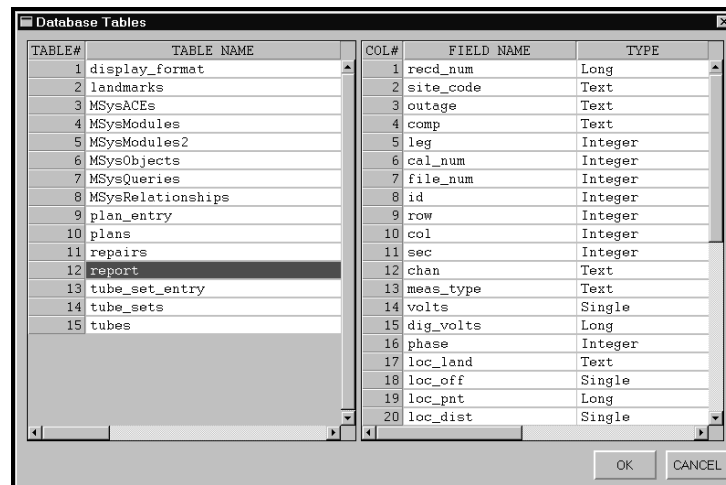 Database Tables
TABLE# TABLE NAME
1 display_format
2 landmarks
3 MSysACEs
4 MSysModules
5 MSysModules2
6 MSysObjects
7 MSysQueries
8 MSysRelationships
9 plan_entry
10 plans
11 repairs
12 report
13 tube_set_entry
14 tube_sets
15 tubes
COL# FIELD NAME TYPE
1 recd_num Long
2 site_code Text
3 outage Text
4 comp Text
5 leg Integer
6 cal_num Integer
7 file_num Integer
8 id Integer
9 row Integer
10 col Integer
11 sec Integer
12 chan Text
13 meas_type Text
14 volts Single
15 dig_volts Long
16 phase Integer
17 loc_land Text
18 loc_off Single
19 loc_pnt Long
20 loc_dist Single
OK CANCEL